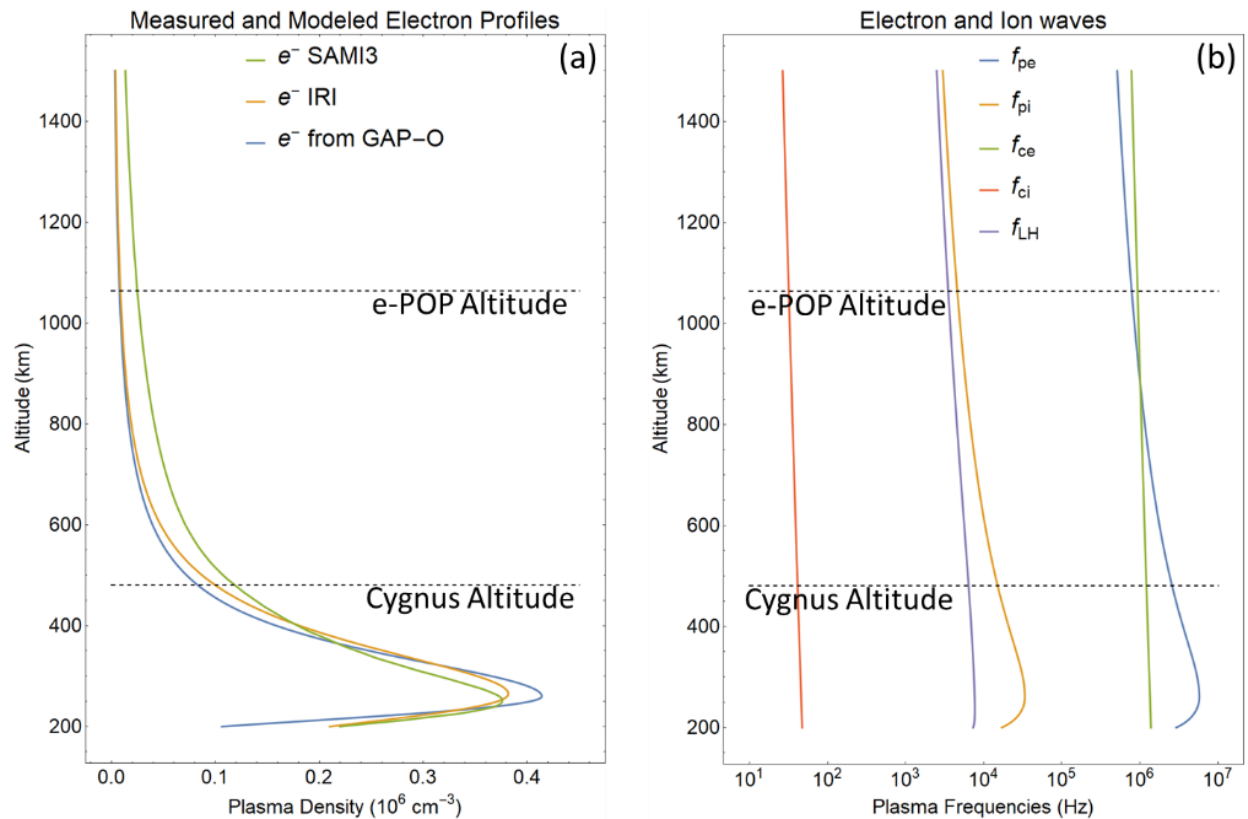 Measured and Modeled Electron Profiles
(a)
e− SAMI3
e− IRI
e− from GAP−O
1400
1200
1000
800
600
400
200
Altitude (km)
e-POP Altitude
Cygnus Altitude
0.0 0.1 0.2 0.3 0.4
Plasma Density (10⁶ cm⁻³)
Electron and Ion waves
(b)
fpe
fpi
fce
fci
fLH
1400
1200
1000
800
600
400
200
Altitude (km)
e-POP Altitude
Cygnus Altitude
10¹ 10² 10³ 10⁴ 10⁵ 10⁶ 10⁷
Plasma Frequencies (Hz)